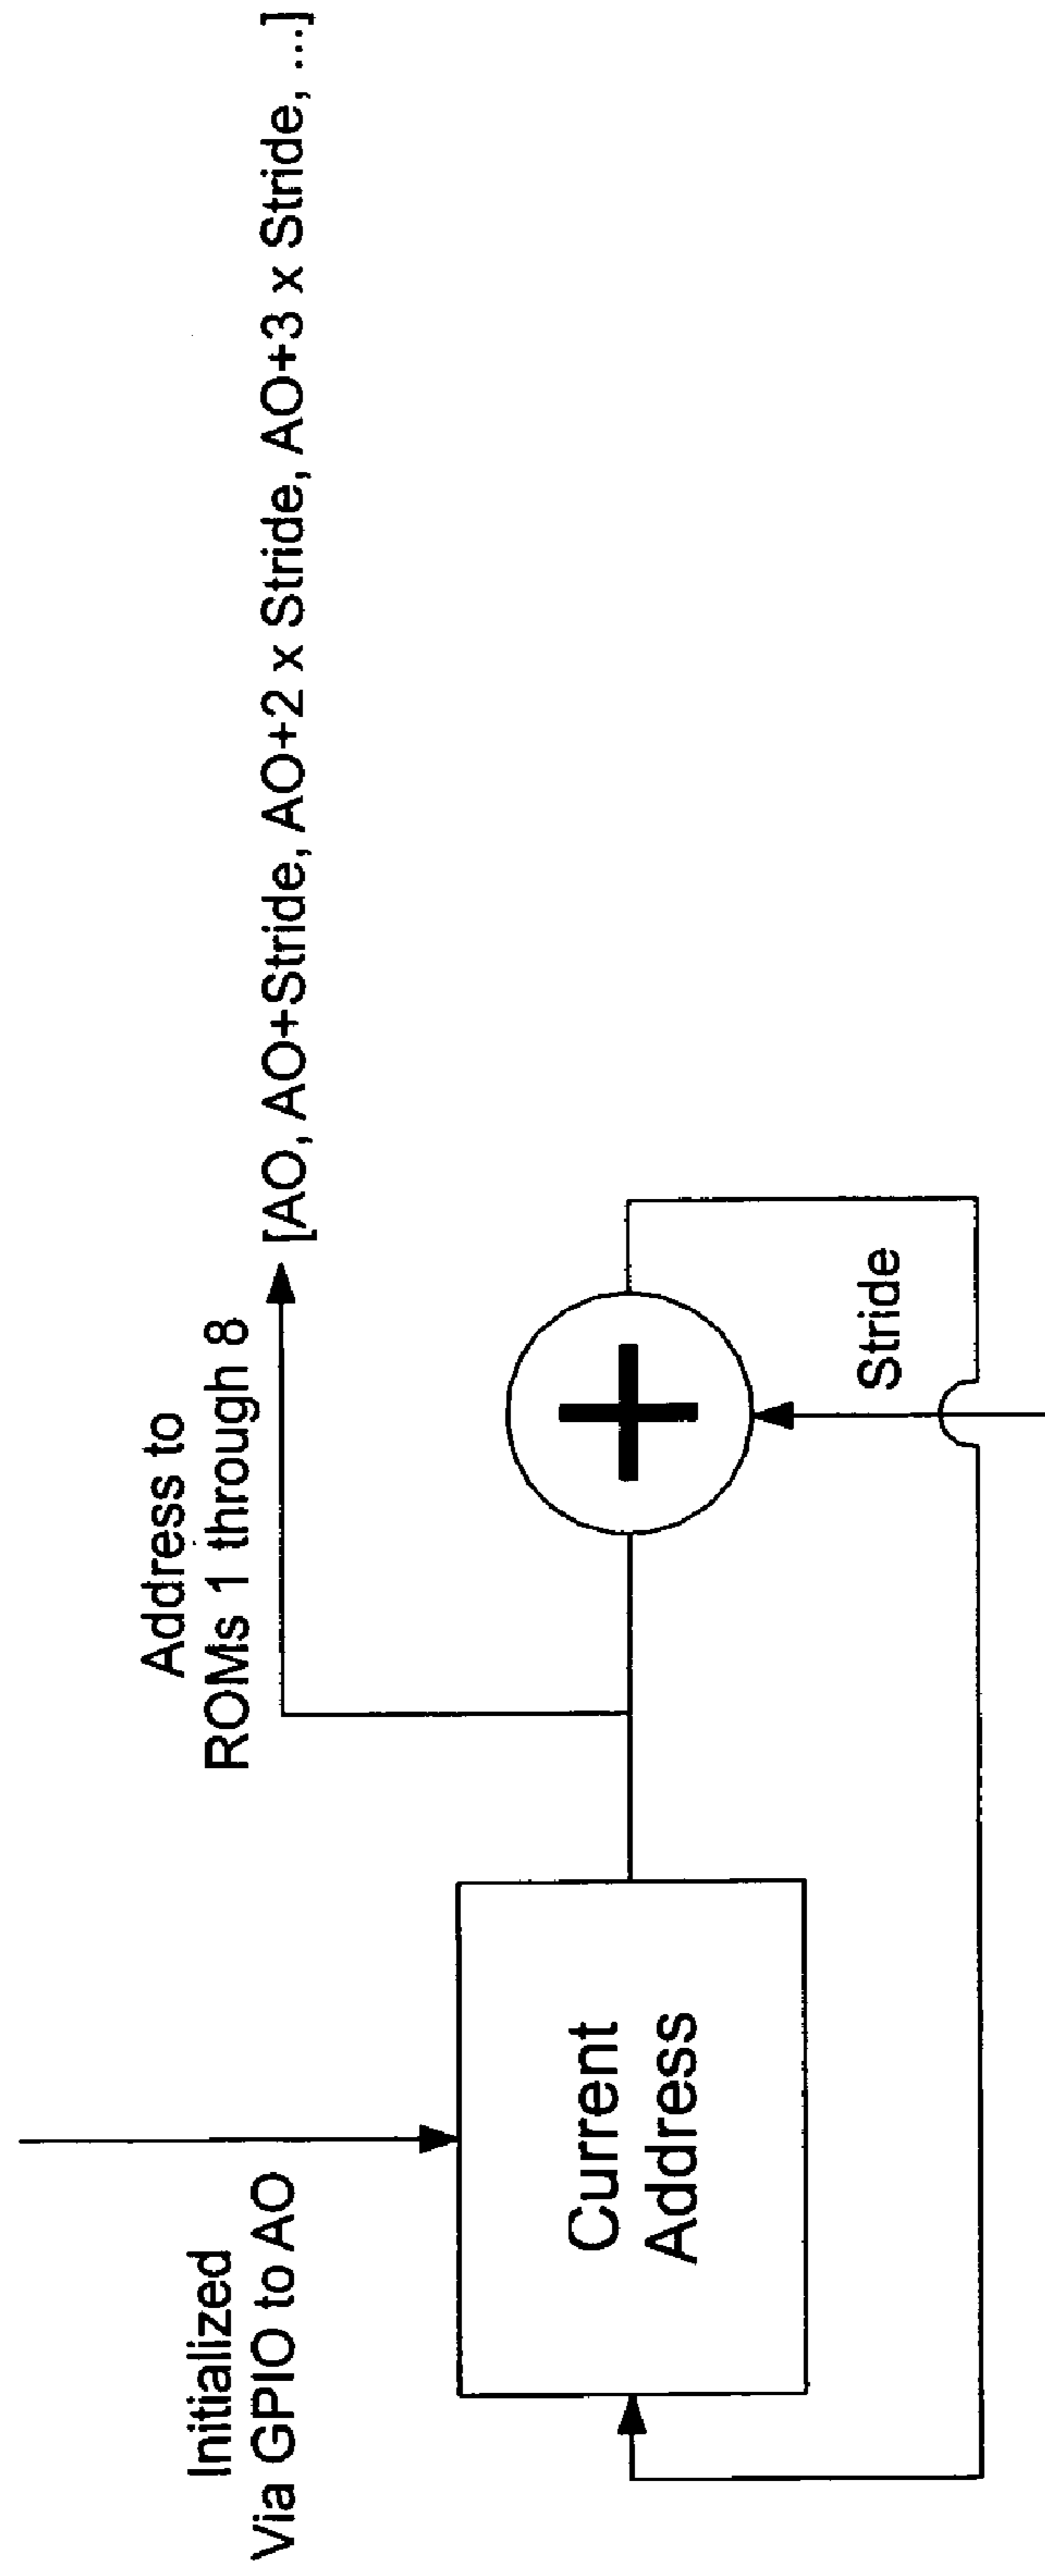 Address to
ROMs 1 through 8
[AO, AO+Stride, AO+2 x Stride, AO+3 x Stride, ...]
Initialized
Via GPIO to AO
Current
Address
+
Stride